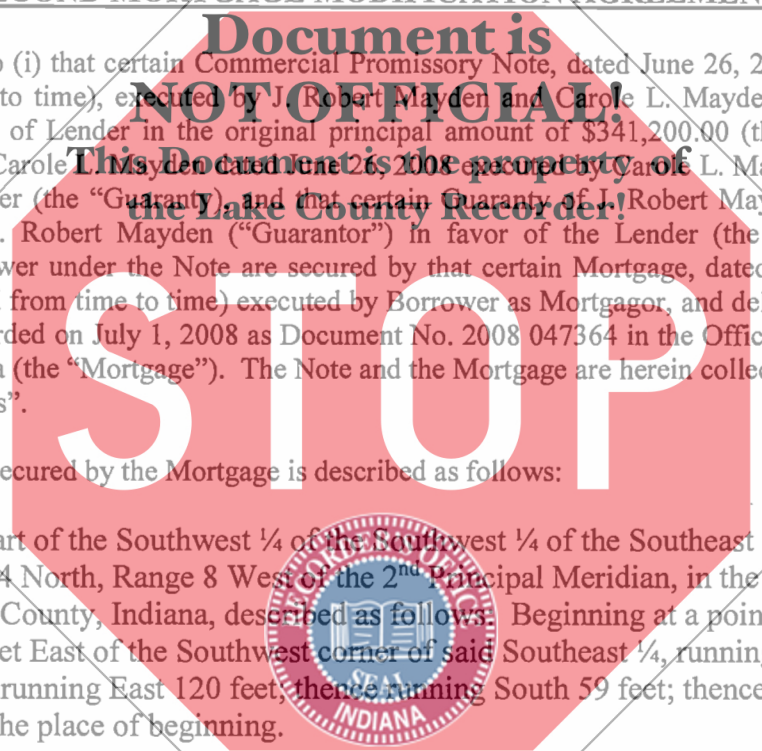 SECOND MORTGAGE MODIFICATION AGREEMEN
Document is
(i) that certain Commercial Promissory Note, dated June 26, 2
NOT OFFICIAL!
to time), executed by J. Robert Mayden and Carole L. Mayde
of Lender in the original principal amount of $341,200.00 (th
This Document is the property of
Carole L. Mayden dated June 26, 2008 executed by Carole L. Ma
the Lake County Recorder!
er (the “Guaranty), and that certain Guaranty of J. Robert May
. Robert Mayden (“Guarantor”) in favor of the Lender (the
wer under the Note are secured by that certain Mortgage, dated
from time to time) executed by Borrower as Mortgagor, and del
rded on July 1, 2008 as Document No. 2008 047364 in the Offic
(the “Mortgage”). The Note and the Mortgage are herein collec
s”.
STOP
ecured by the Mortgage is described as follows:
art of the Southwest ¼ of the Southwest ¼ of the Southeast
4 North, Range 8 West of the 2nd Principal Meridian, in the
County, Indiana, described as follows: Beginning at a poin
et East of the Southwest corner of said Southeast ¼, runnin
running East 120 feet; thence running South 59 feet; thence
he place of beginning.
RECORDER'S OFFICE
SEAL
INDIANA